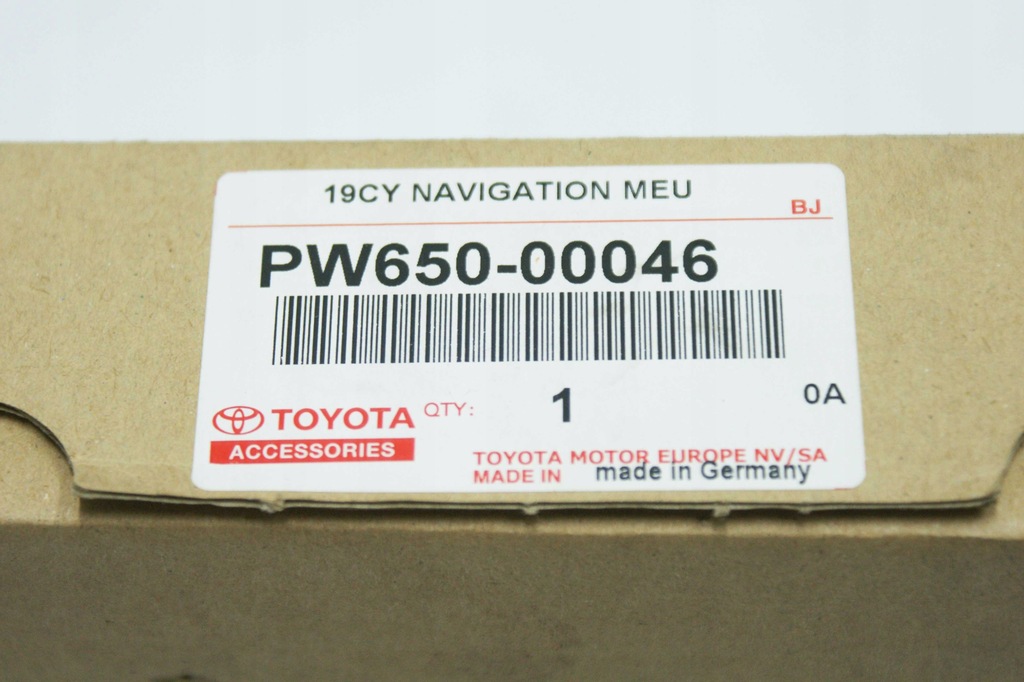 19CY NAVIGATION MEU
BJ
PW650-00046
TOYOTA QTY: 1 0A
ACCESSORIES
TOYOTA MOTOR EUROPE NV/SA
MADE IN made in Germany